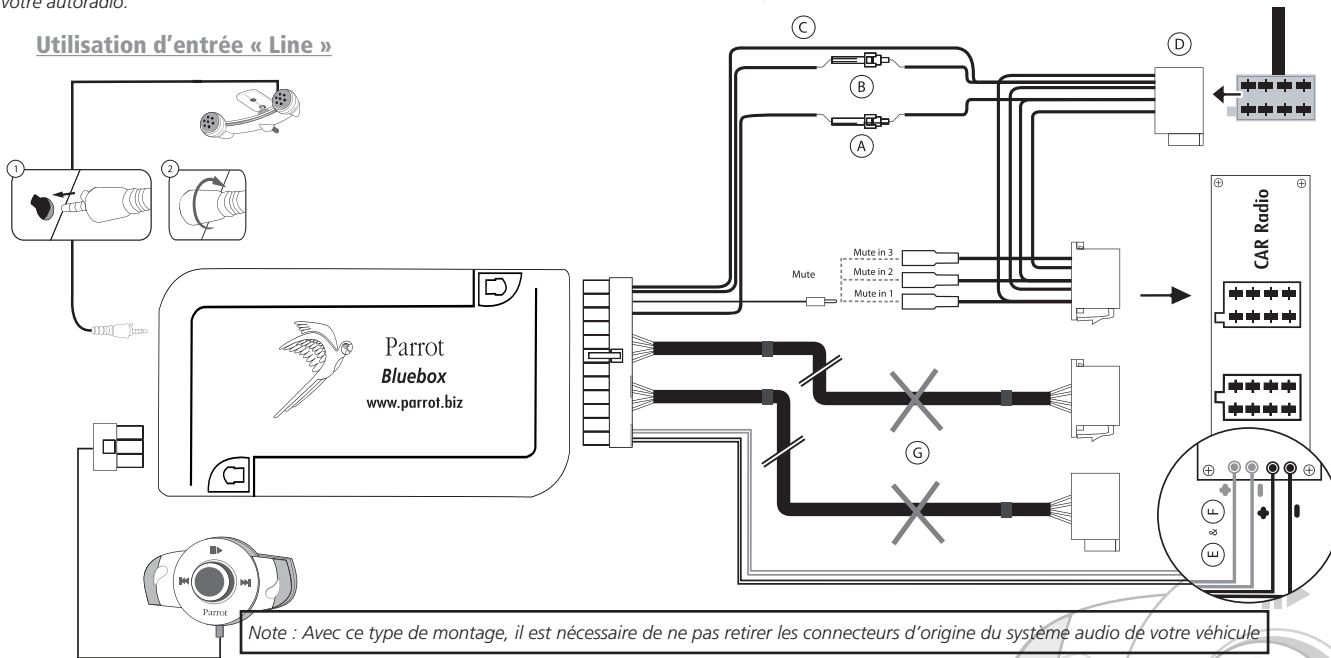 votre autoradio.
Utilisation d'entrée « Line »
C
D
B
A
1
2
CAR Radio
Mute in 3
Mute
Mute in 2
Mute in 1
Parrot
Bluebox
www.parrot.biz
G
E & F
Parrot
Note : Avec ce type de montage, il est nécessaire de ne pas retirer les connecteurs d'origine du système audio de votre véhicule